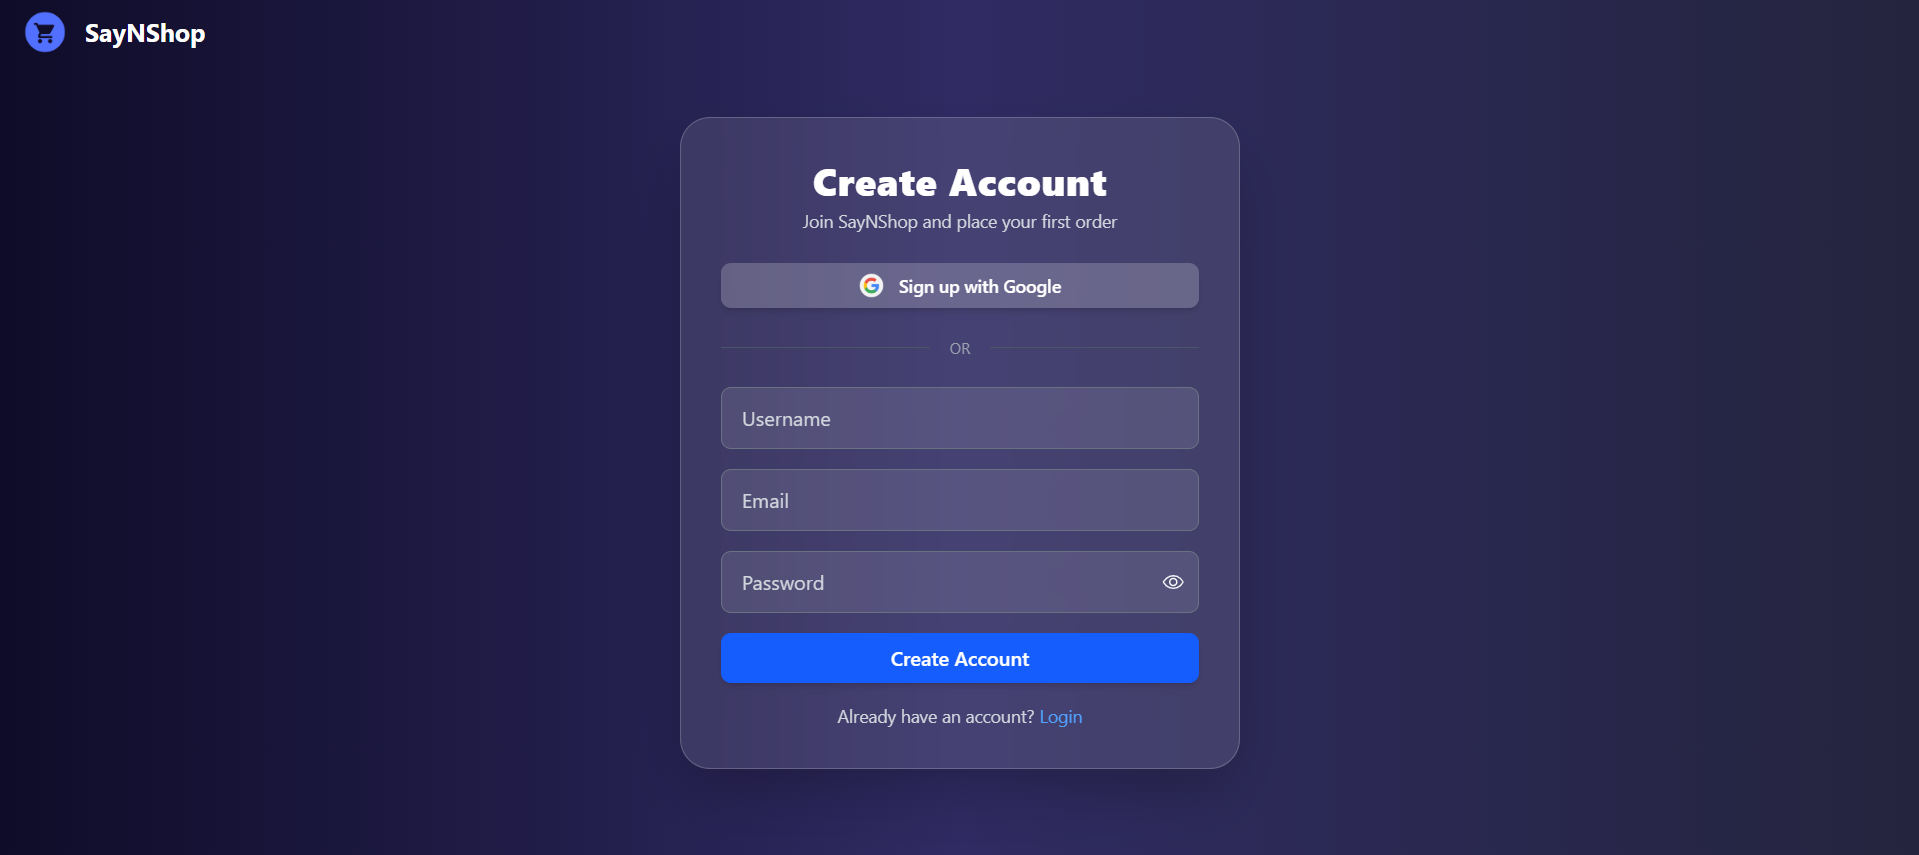 SayNShop
Create Account
Join SayNShop and place your first order
Sign up with Google
OR
Username
Email
Password
Create Account
Already have an account? Login